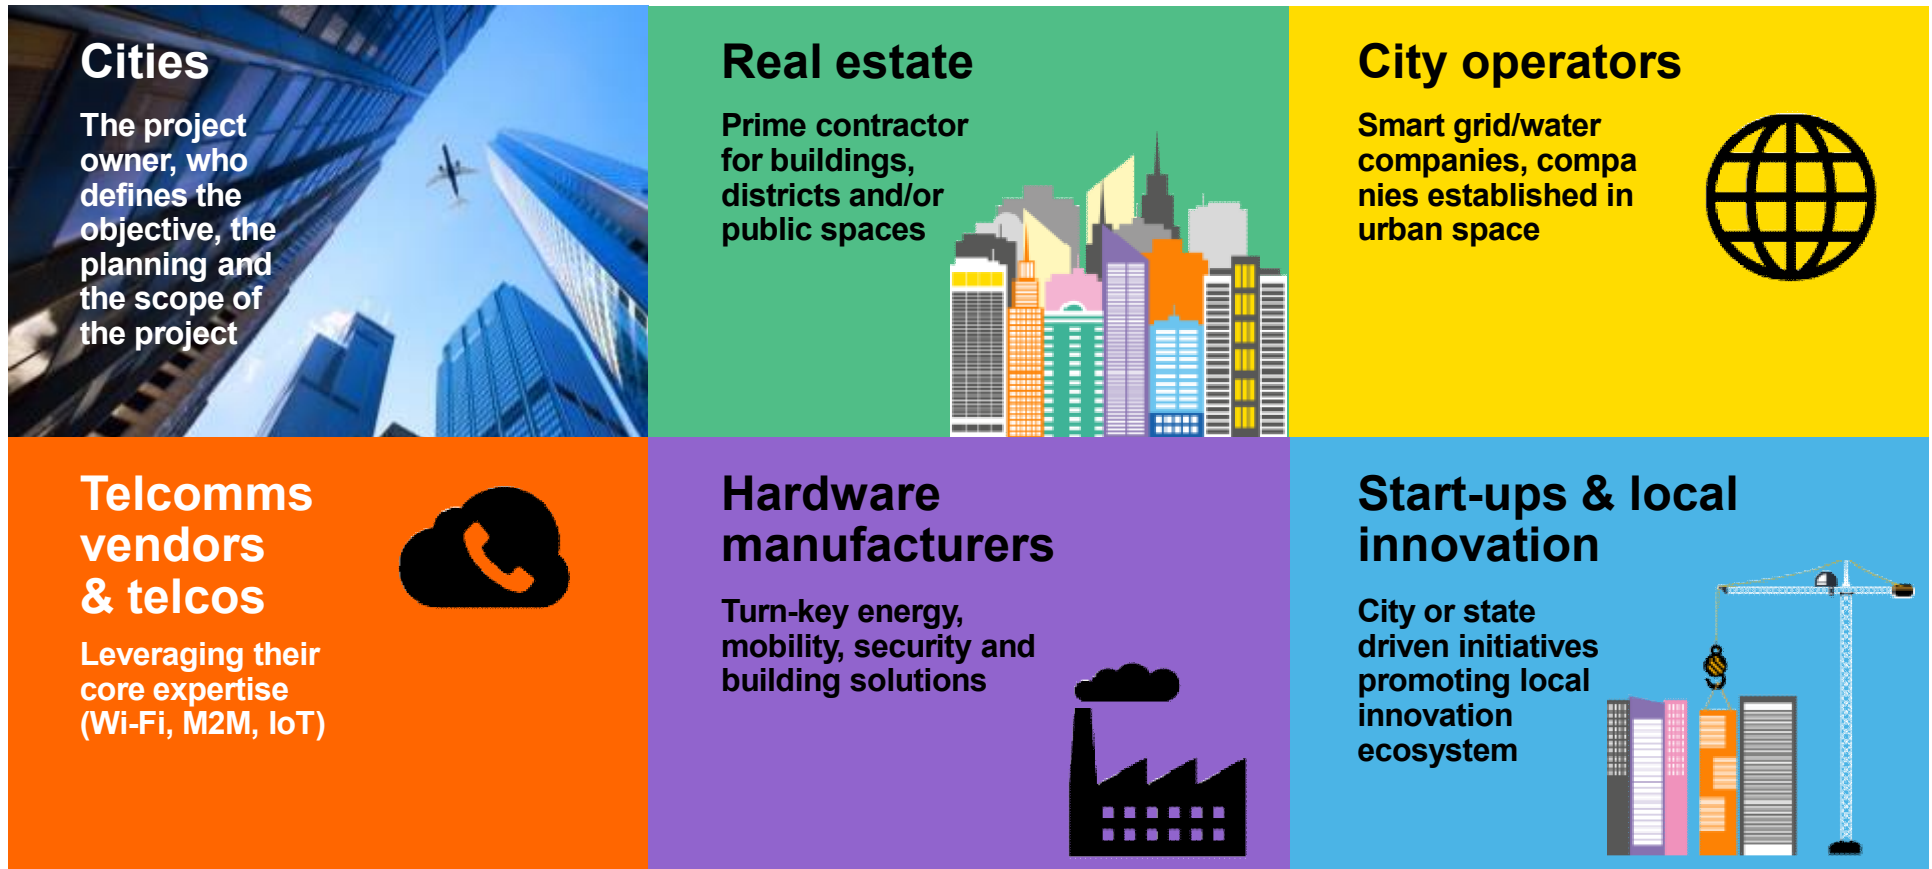 Cities
The project
owner, who
defines the
objective, the
planning and
the scope of
the project
Real estate
Prime contractor
for buildings,
districts and/or
public spaces
City operators
Smart grid/water
companies, compa
nies established in
urban space
Telcomms
vendors
& telcos
Leveraging their
core expertise
(Wi-Fi, M2M, IoT)
Hardware
manufacturers
Turn-key energy,
mobility, security and
building solutions
Start-ups & local
innovation
City or state
driven initiatives
promoting local
innovation
ecosystem